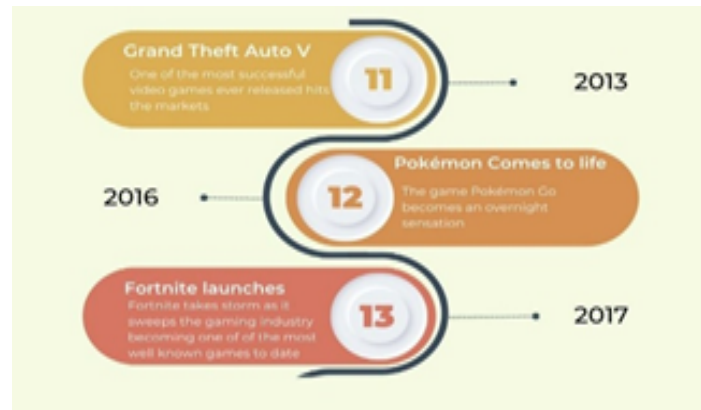 Grand Theft Auto V
One of the most successful
video games ever released hits
the markets
11
2013
Pokémon Comes to life
The game Pokémon Go
becomes an overnight
sensation
12
2016
Fortnite launches
Fortnite takes storm as it
sweeps the gaming industry
becoming one of of the most
well known games to date
13
2017